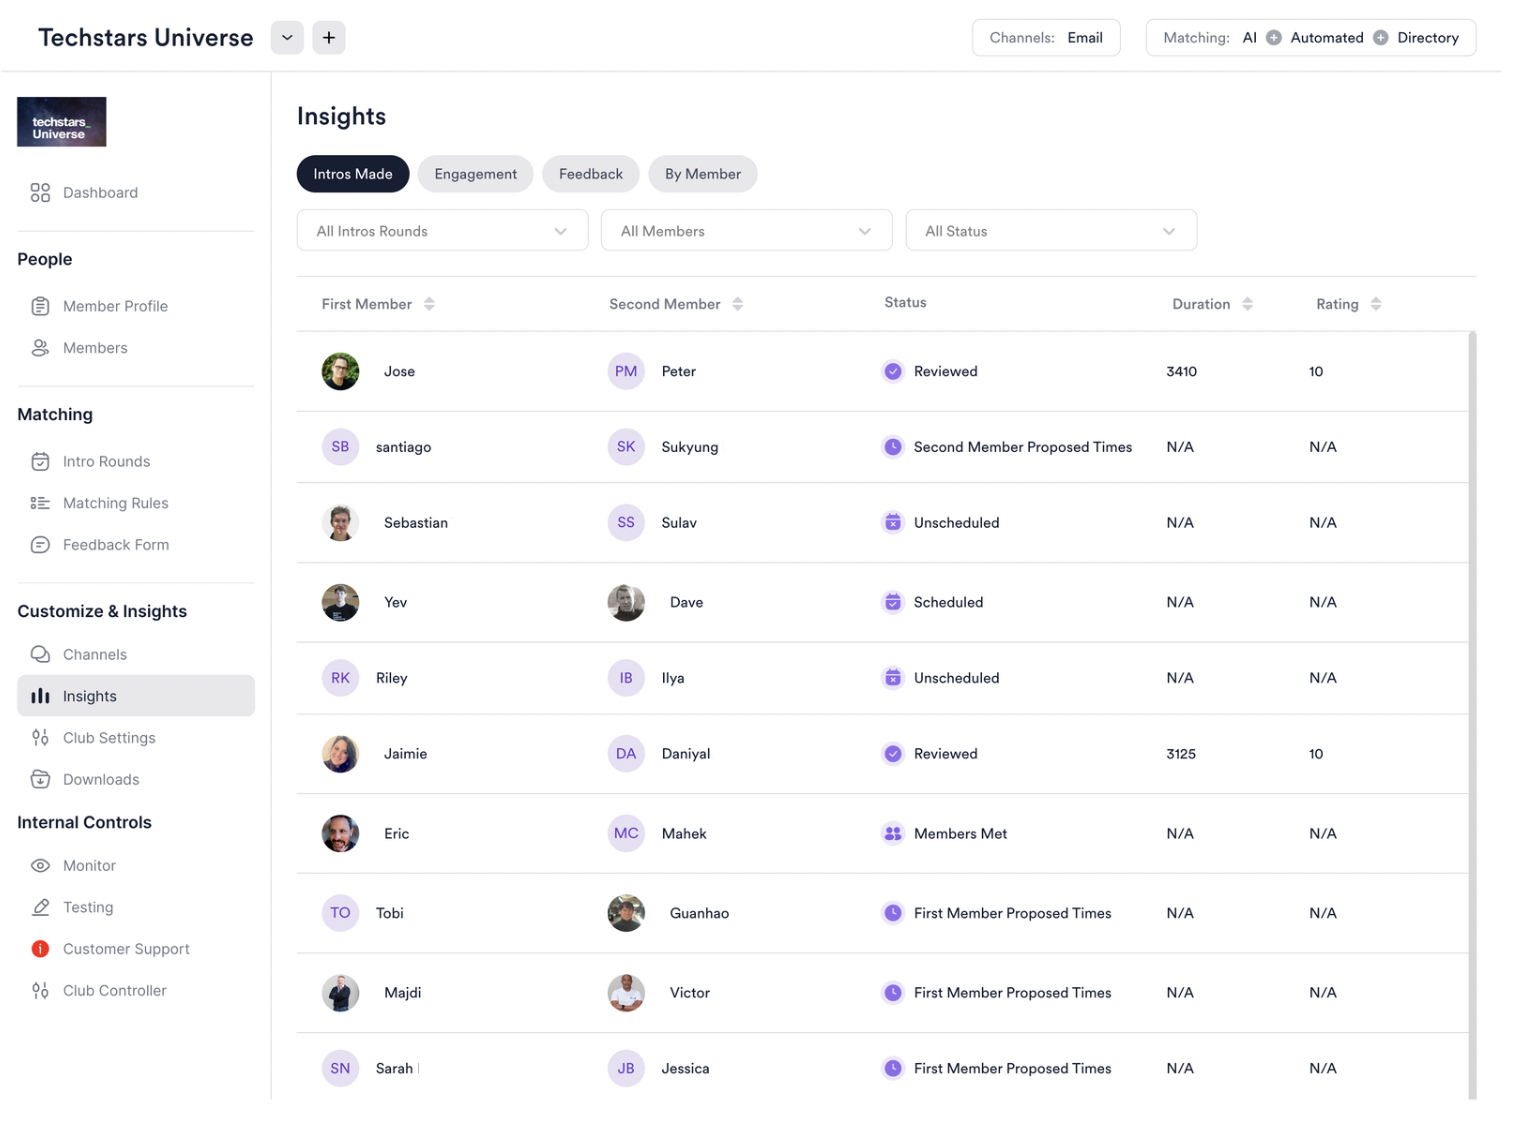 Techstars Universe
Channels: Email
Matching: AI Automated Directory
techstars_
Universe
Dashboard
People
Member Profile
Members
Matching
Intro Rounds
Matching Rules
Feedback Form
Customize & Insights
Channels
Insights
Club Settings
Downloads
Internal Controls
Monitor
Testing
Customer Support
Club Controller
Insights
Intros Made Engagement Feedback By Member
All Intros Rounds All Members All Status
First Member Second Member Status Duration Rating
Jose PM Peter Reviewed 3410 10
SB santiago SK Sukyung Second Member Proposed Times N/A N/A
Sebastian SS Sulav Unscheduled N/A N/A
Yev Dave Scheduled N/A N/A
RK Riley IB Ilya Unscheduled N/A N/A
Jaimie DA Daniyal Reviewed 3125 10
Eric MC Mahek Members Met N/A N/A
TO Tobi Guanhao First Member Proposed Times N/A N/A
Majdi Victor First Member Proposed Times N/A N/A
SN Sarah JB Jessica First Member Proposed Times N/A N/A